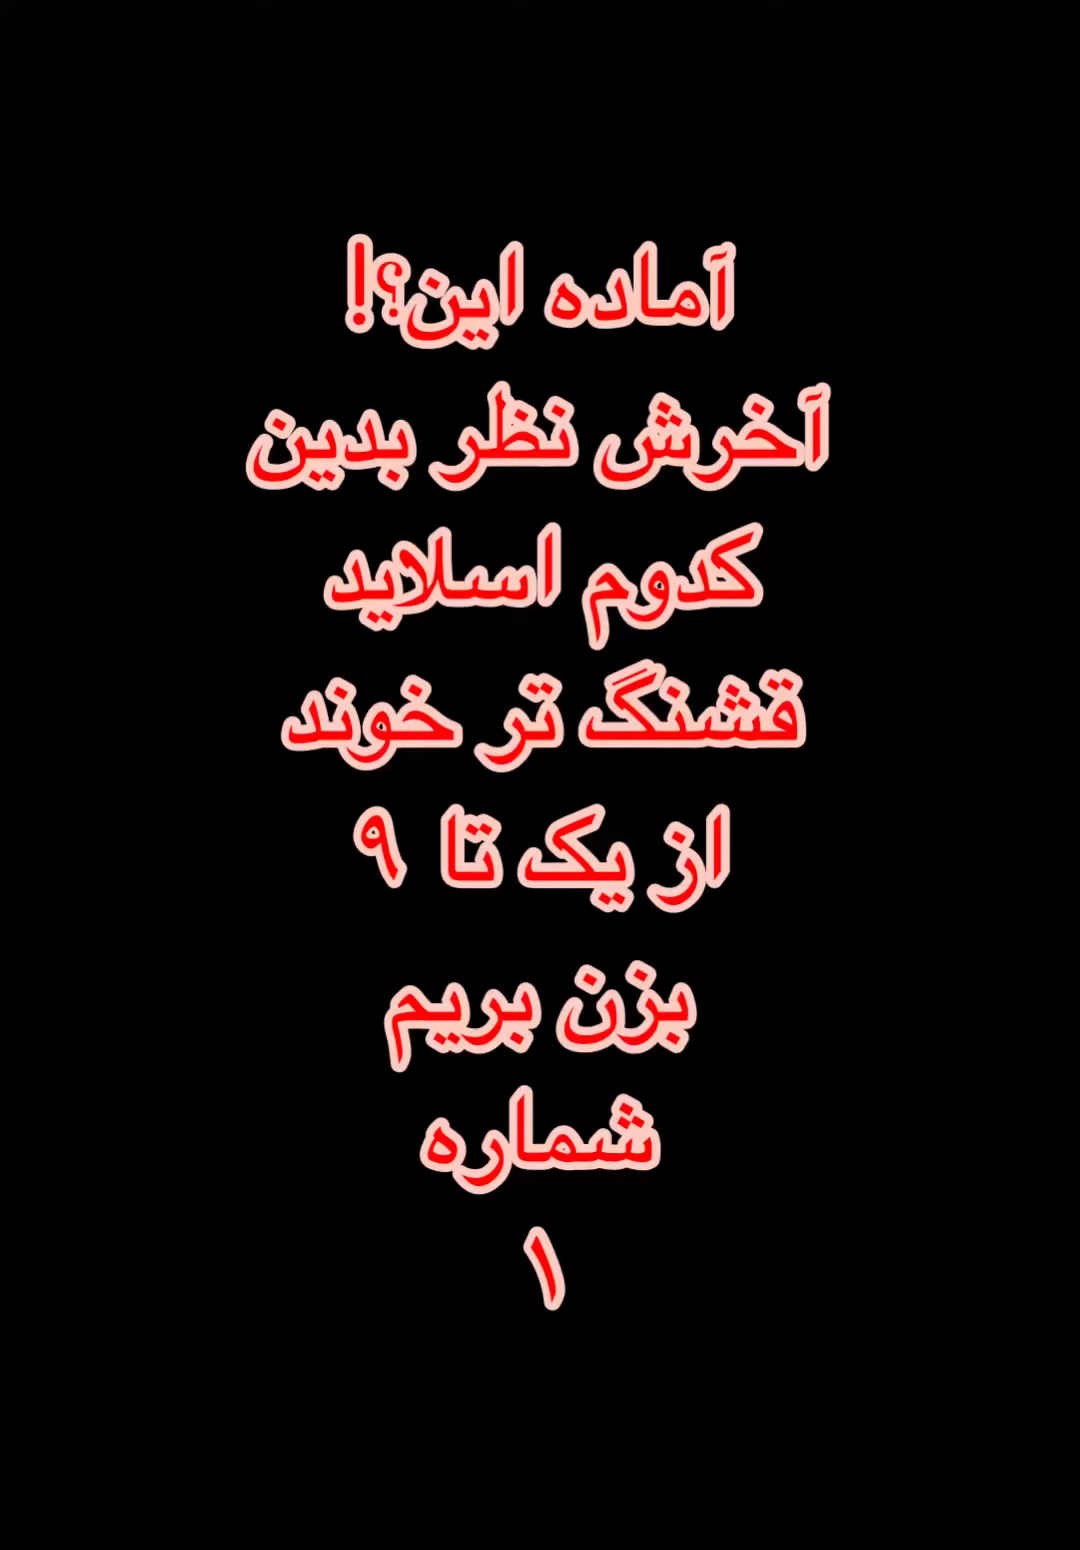 آماده این؟!
آخرش نظر بدین
کدوم اسلاید
قشنگ تر خوند
از یک تا ۹
بزن بریم
شماره
۱